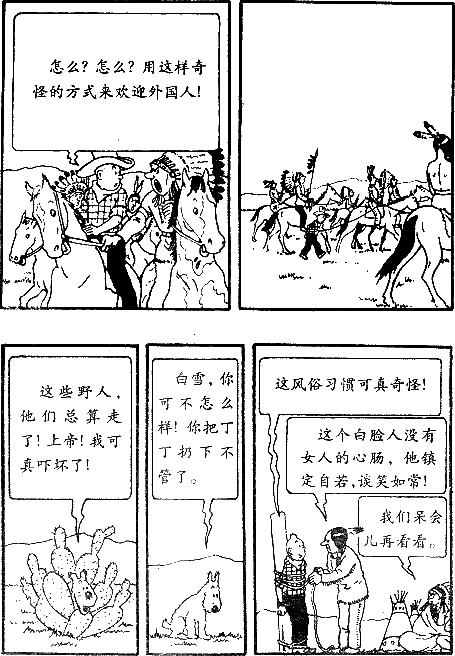 怎么？怎么？用这样奇
怪的方式来欢迎外国人！
这些野人，
他们总算走
了！上帝！我可
真吓坏了！
白雪，你
可不怎么
样！你把丁
丁扔下不
管了。
这风俗习惯可真奇怪！
这个白脸人没有
女人的心肠，他镇
定自若，谈笑如常！
我们呆会
儿再看看。